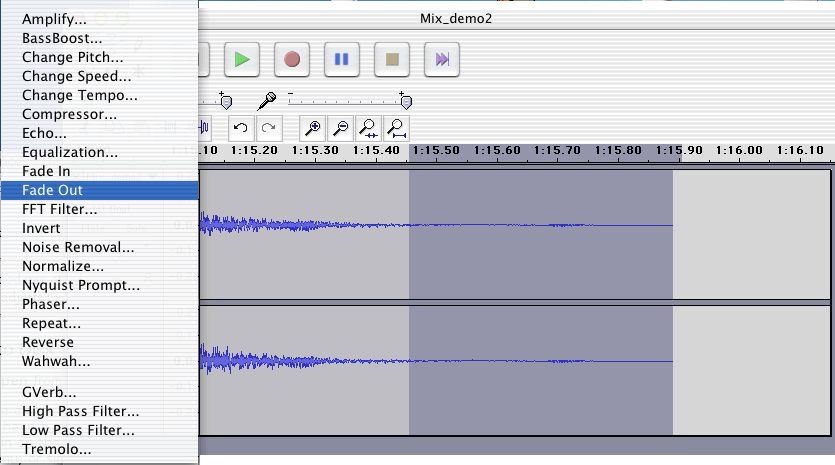 Mix_demo2
Amplify...
BassBoost...
Change Pitch...
Change Speed...
Change Tempo...
Compressor...
Echo...
Equalization...
Fade In
Fade Out
FFT Filter...
Invert
Noise Removal...
Normalize...
Nyquist Prompt...
Phaser...
Repeat...
Reverse
Wahwah...
GVerb...
High Pass Filter...
Low Pass Filter...
Tremolo...
- +
.10 1:15.20 1:15.30 1:15.40 1:15.50 1:15.60 1:15.70 1:15.80 1:15.90 1:16.00 1:16.10